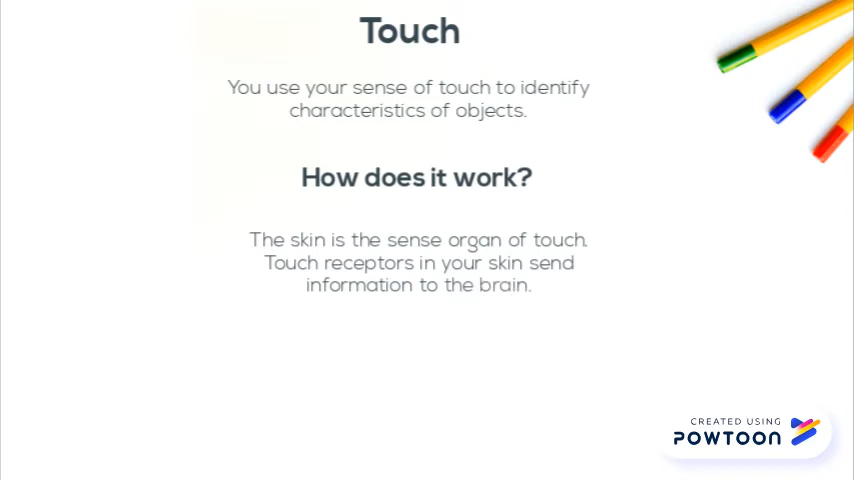 Touch
You use your sense of touch to identify
characteristics of objects.
How does it work?
The skin is the sense organ of touch.
Touch receptors in your skin send
information to the brain.
CREATED USING
POWTOON